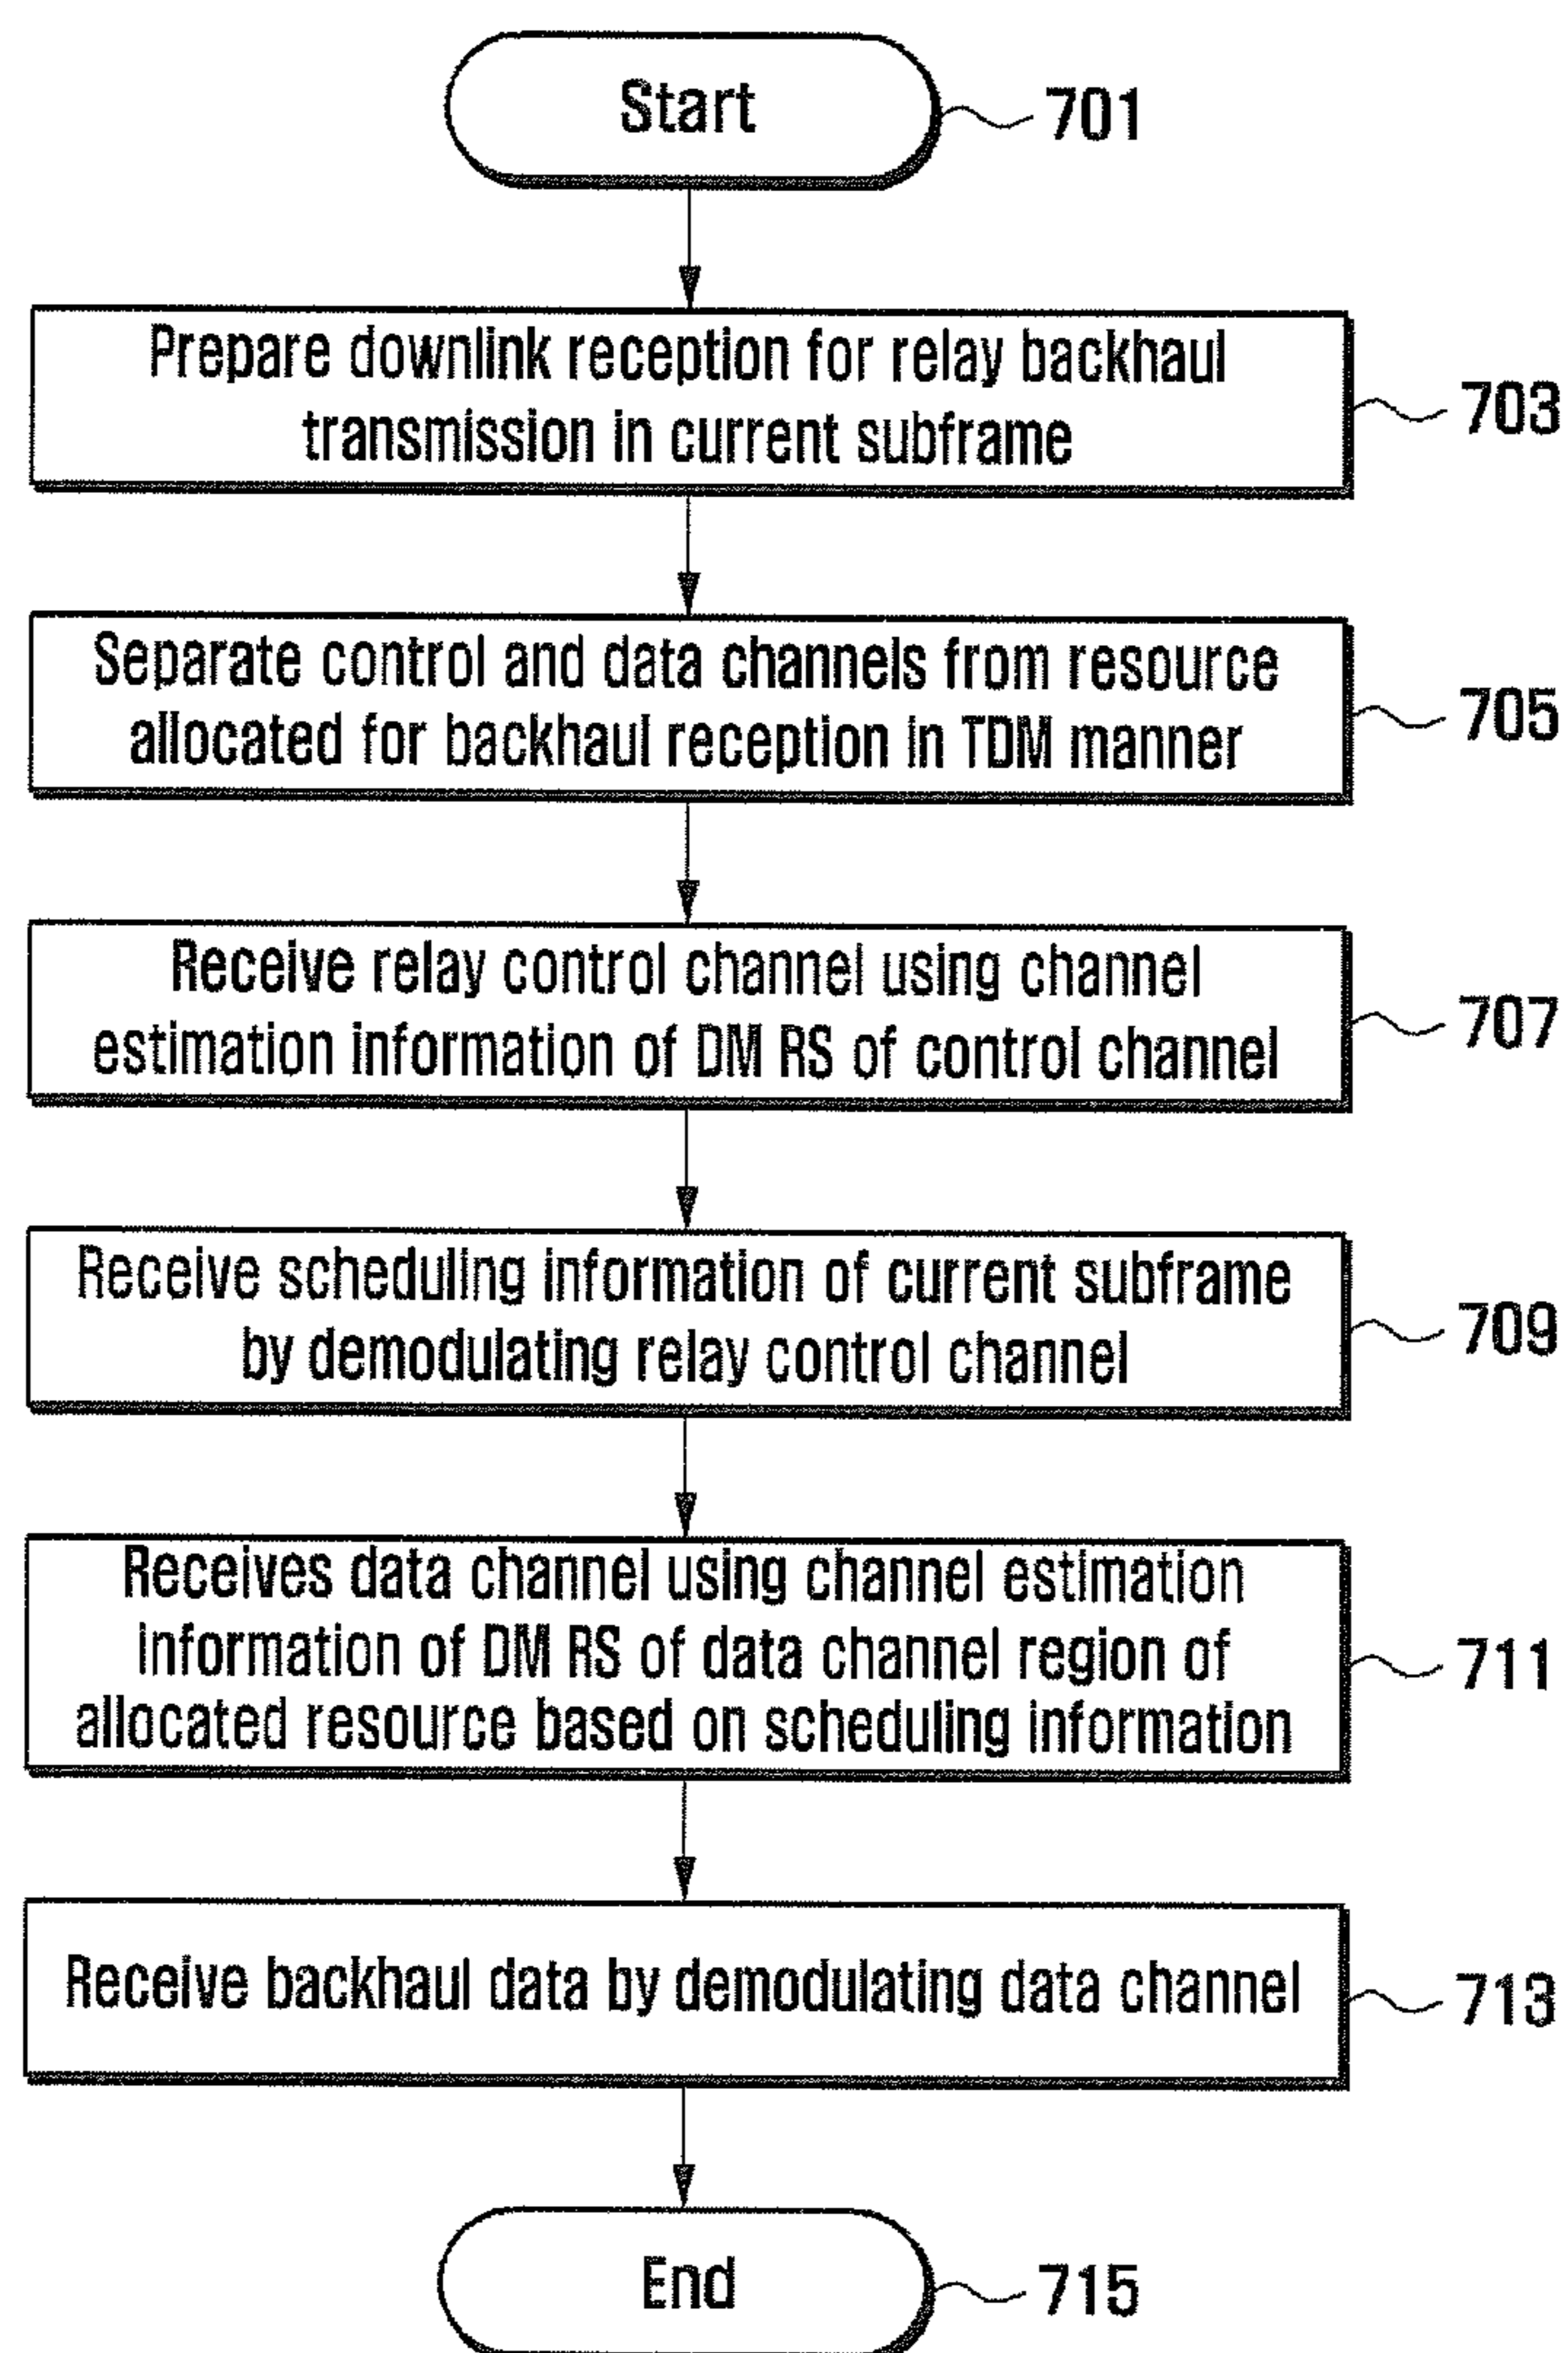 Start
701
Prepare downlink reception for relay backhaul
transmission in current subframe
703
Separate control and data channels from resource
allocated for backhaul reception in TDM manner
705
Receive relay control channel using channel
estimation information of DM RS of control channel
707
Receive scheduling information of current subframe
by demodulating relay control channel
709
Receives data channel using channel estimation
information of DM RS of data channel region of
allocated resource based on scheduling information
711
Receive backhaul data by demodulating data channel
713
End
715